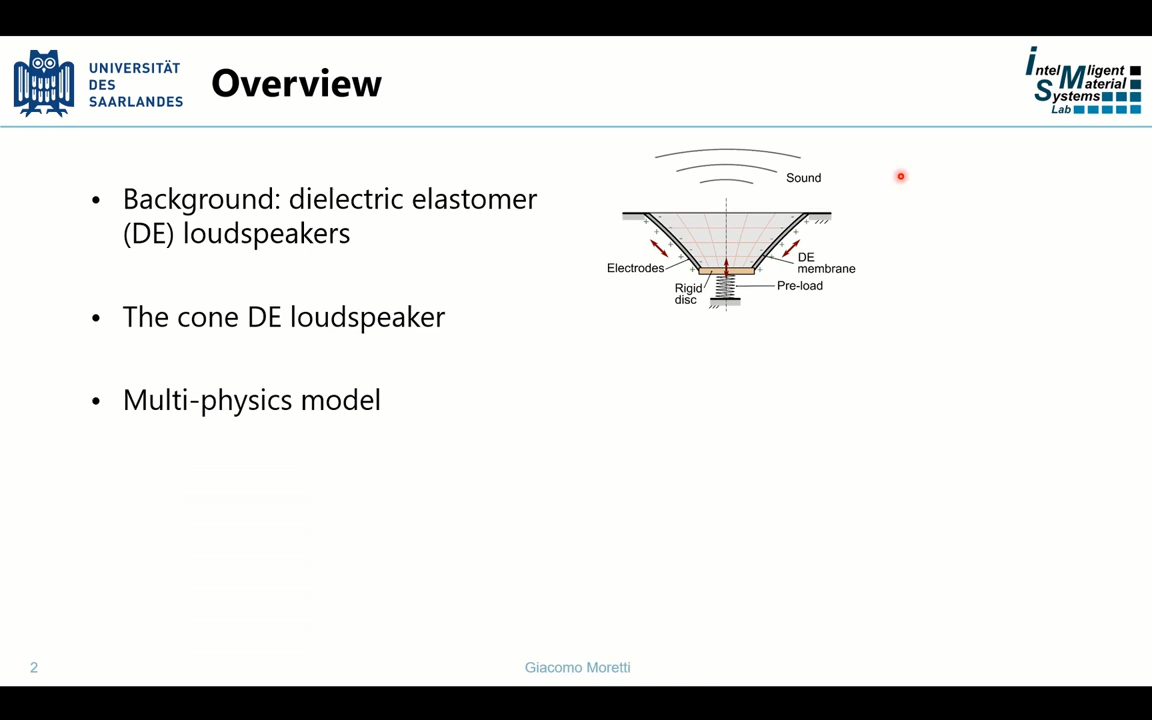 UNIVERSITÄT
DES
SAARLANDES
Overview
Intelligent
Material
Systems
Lab
• Background: dielectric elastomer
(DE) loudspeakers
• The cone DE loudspeaker
• Multi-physics model
Sound
Electrodes
DE
membrane
Rigid
disc
Pre-load
+
-
2
Giacomo Moretti